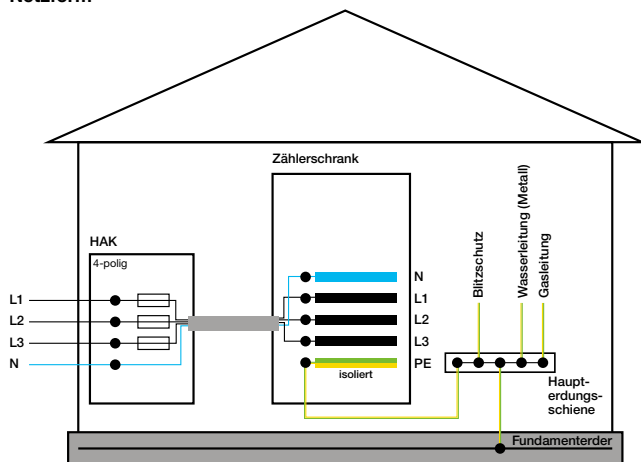 Zählerschrank
HAK
4-polig
L1
L2
L3
N
N
L1
L2
L3
PE
isoliert
Blitzschutz
Wasserleitung (Metall)
Gasleitung
Haupt-
erdungs-
schiene
Fundamenterder